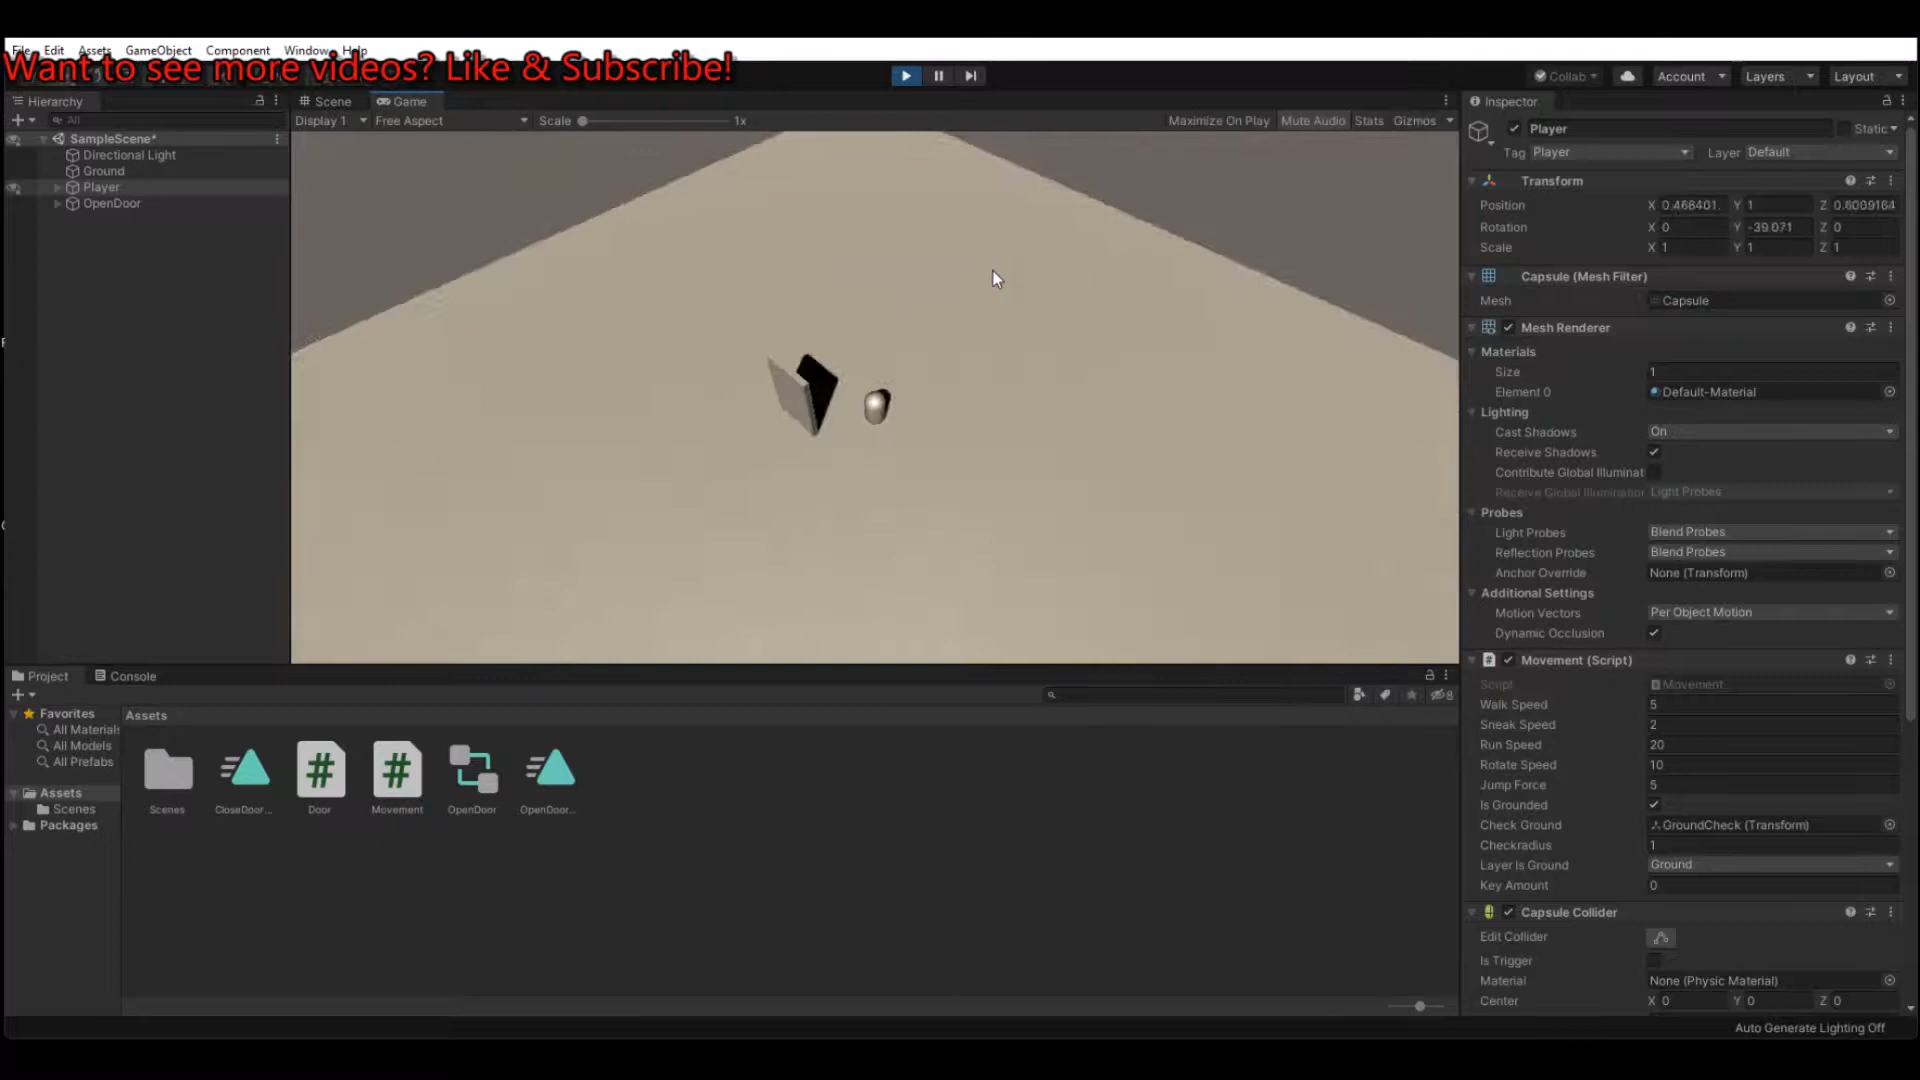 File Edit Assets GameObject Component Window Help
Want to see more videos? Like & Subscribe!
Collab Account Layers Layout
Hierarchy
All
SampleScene*
Directional Light
Ground
Player
OpenDoor
Scene Game
Display 1 Free Aspect Scale 1x Maximize On Play Mute Audio Stats Gizmos
Inspector
Player Static
Tag Player Layer Default
Transform
Position X 0.468401. Y 1 Z 0.6009164
Rotation X 0 Y -39.071 Z 0
Scale X 1 Y 1 Z 1
Capsule (Mesh Filter)
Mesh Capsule
Mesh Renderer
Materials
Size 1
Element 0 Default-Material
Lighting
Cast Shadows On
Receive Shadows
Contribute Global Illuminat
Receive Global Illumination Light Probes
Probes
Light Probes Blend Probes
Reflection Probes Blend Probes
Anchor Override None (Transform)
Additional Settings
Motion Vectors Per Object Motion
Dynamic Occlusion
Movement (Script)
Script Movement
Walk Speed 5
Sneak Speed 2
Run Speed 20
Rotate Speed 10
Jump Force 5
Is Grounded
Check Ground GroundCheck (Transform)
Checkradius 1
Layer Is Ground Ground
Key Amount 0
Capsule Collider
Edit Collider
Is Trigger
Material None (Physic Material)
Center X 0 Y 0 Z 0
Project Console
8
Favorites
All Materials
All Models
All Prefabs
Assets
Scenes
Packages
Assets
Scenes CloseDoor... Door Movement OpenDoor OpenDoor...
Auto Generate Lighting Off